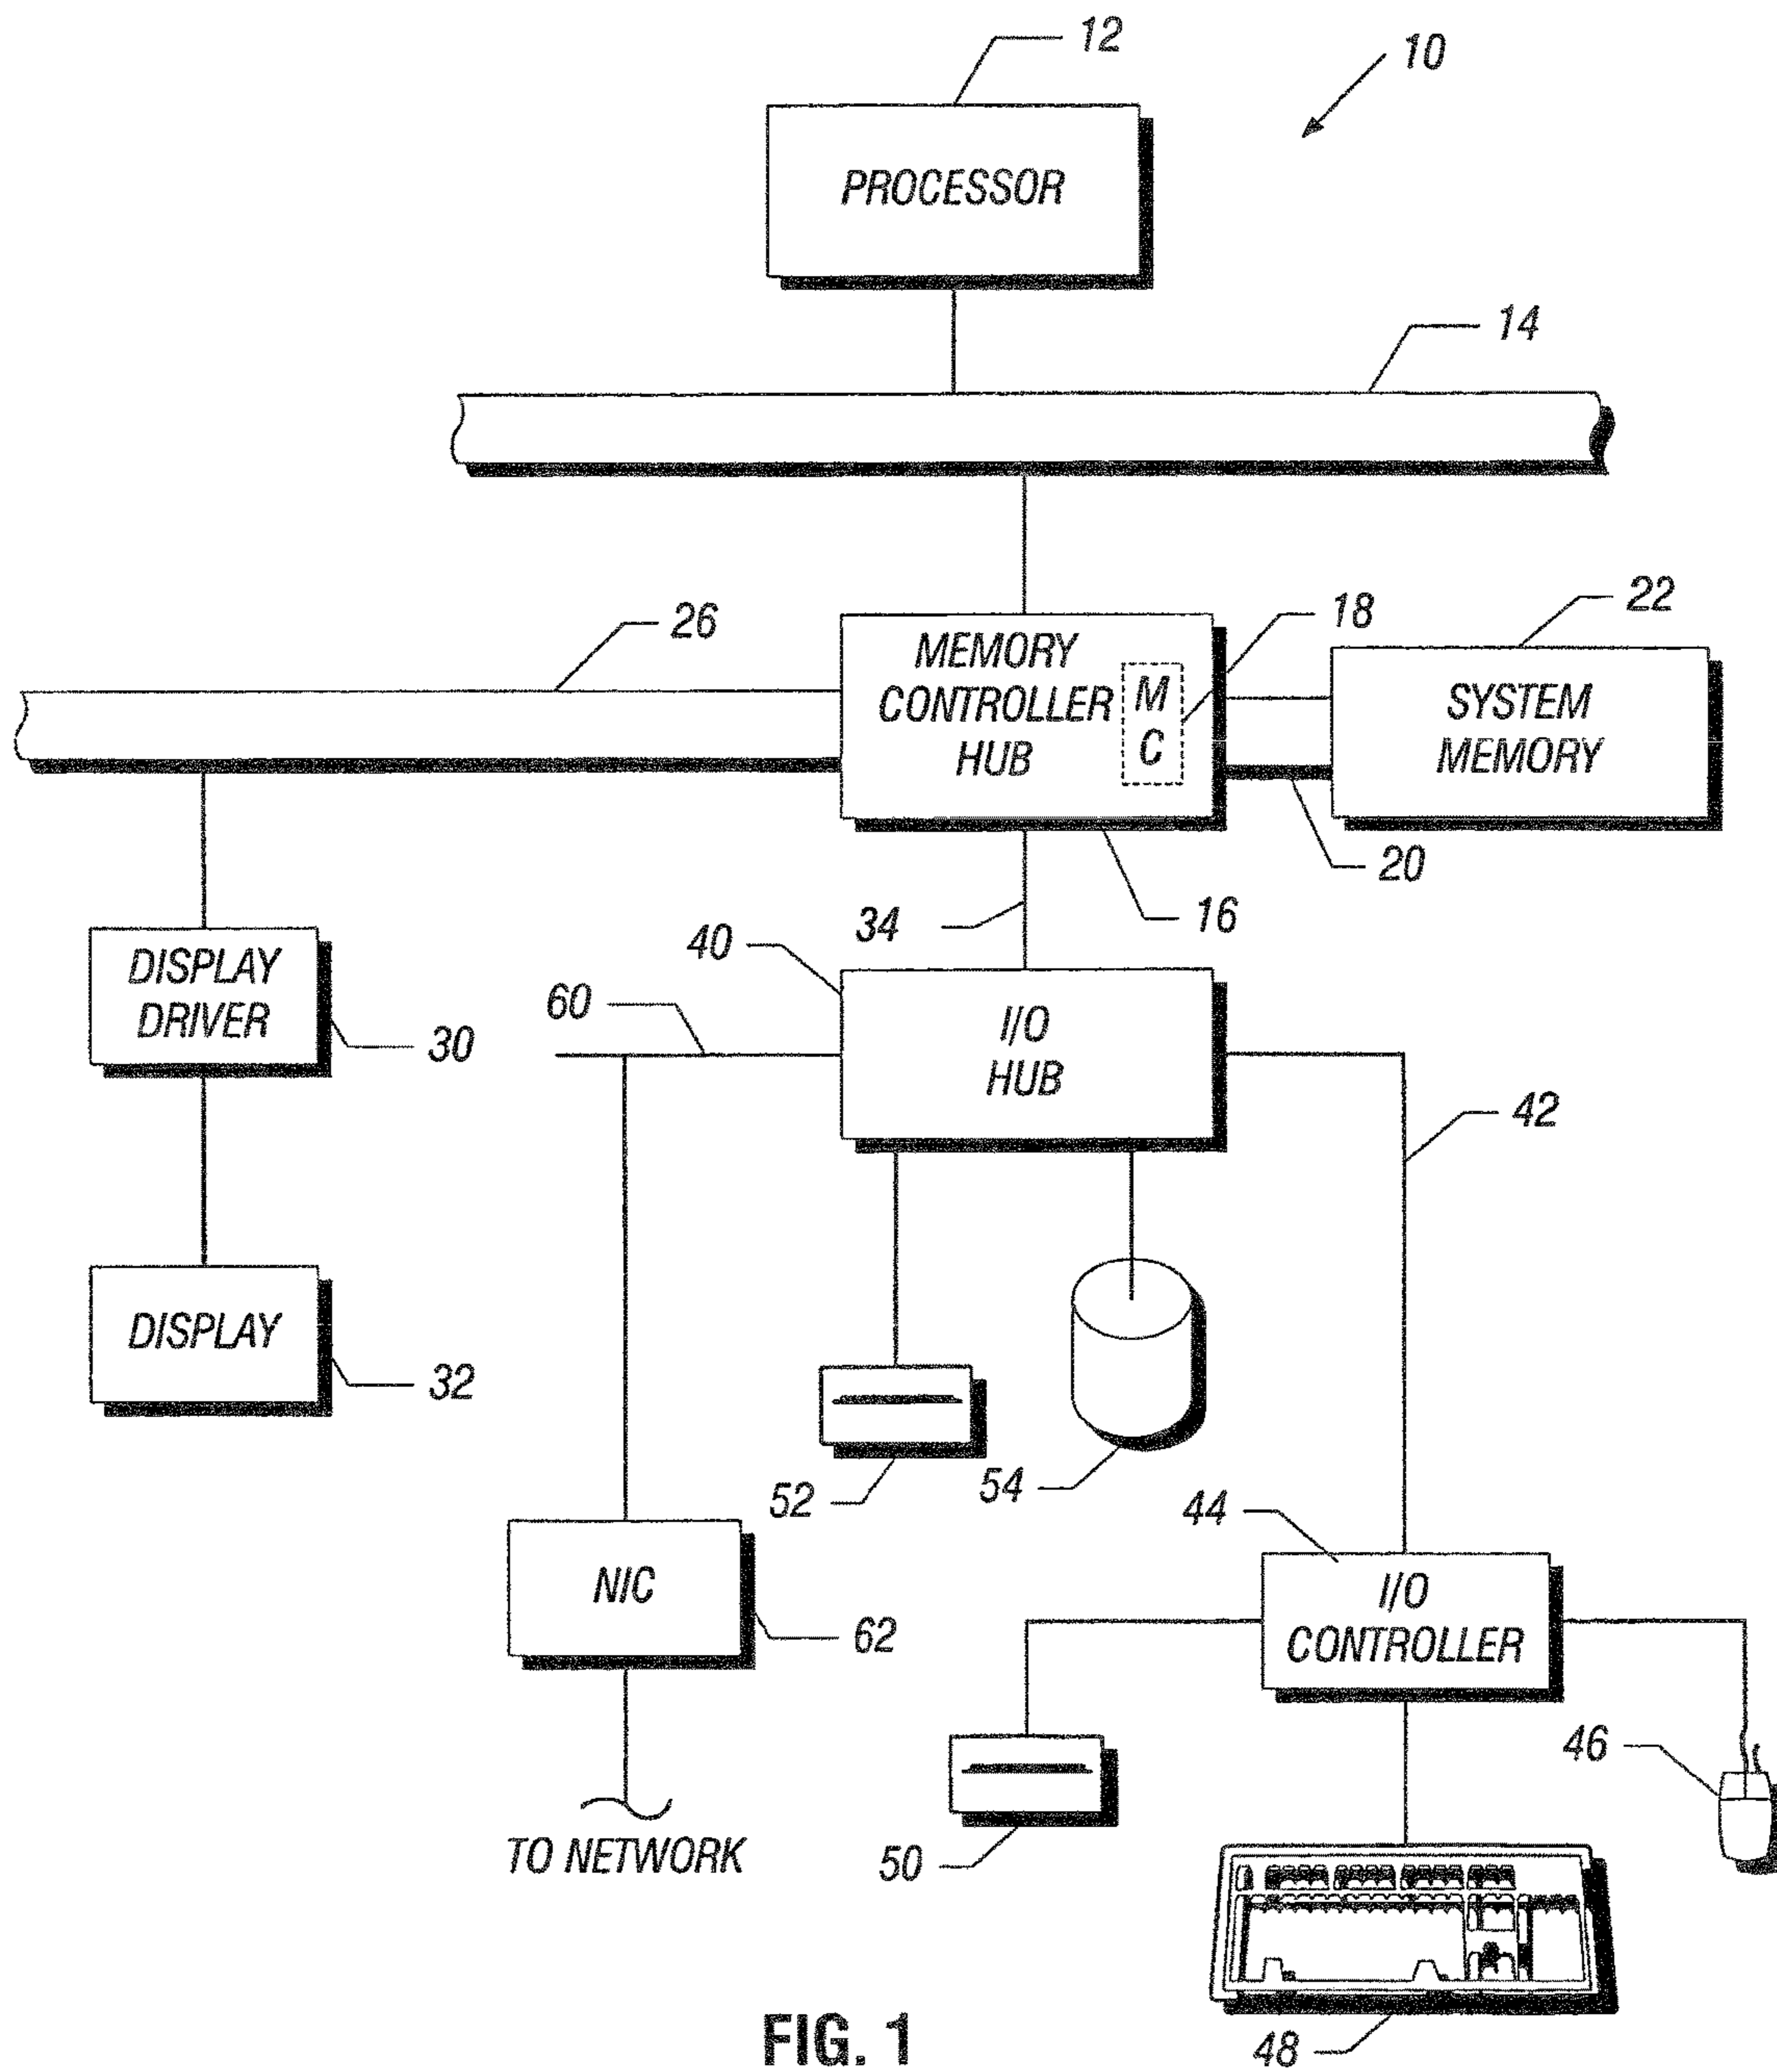 12
10
PROCESSOR
14
26
18
22
MEMORY
CONTROLLER
HUB
M
C
SYSTEM
MEMORY
20
34
16
40
DISPLAY
DRIVER
60
I/O
HUB
30
42
DISPLAY
32
52
54
44
NIC
62
I/O
CONTROLLER
46
TO NETWORK
50
48
FIG. 1